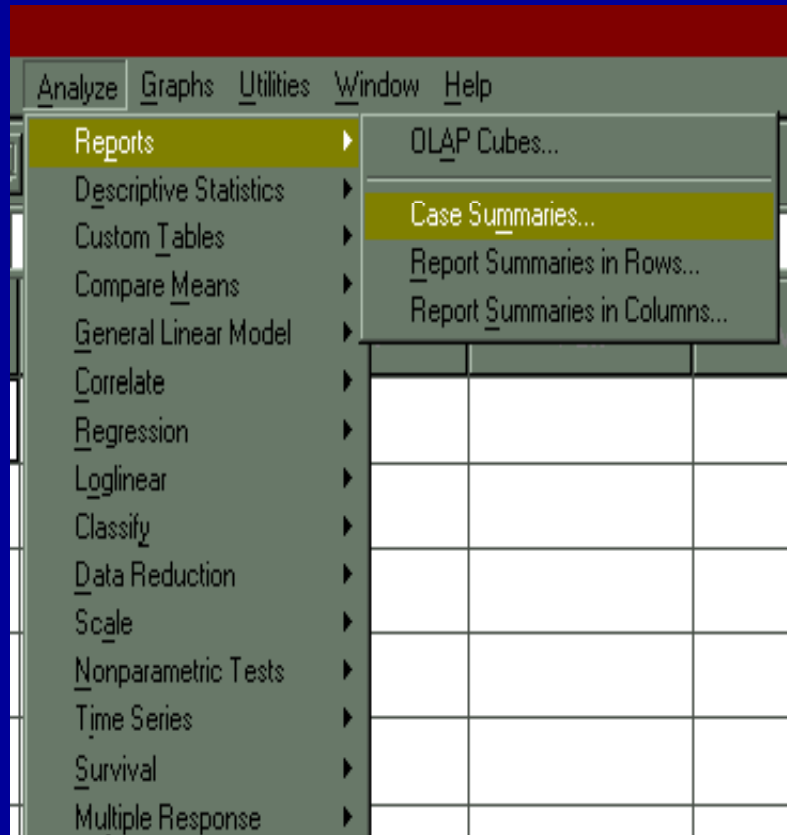 Analyze Graphs Utilities Window Help
Reports
Descriptive Statistics
Custom Tables
Compare Means
General Linear Model
Correlate
Regression
Loglinear
Classify
Data Reduction
Scale
Nonparametric Tests
Time Series
Survival
Multiple Response
OLAP Cubes...
Case Summaries...
Report Summaries in Rows...
Report Summaries in Columns...